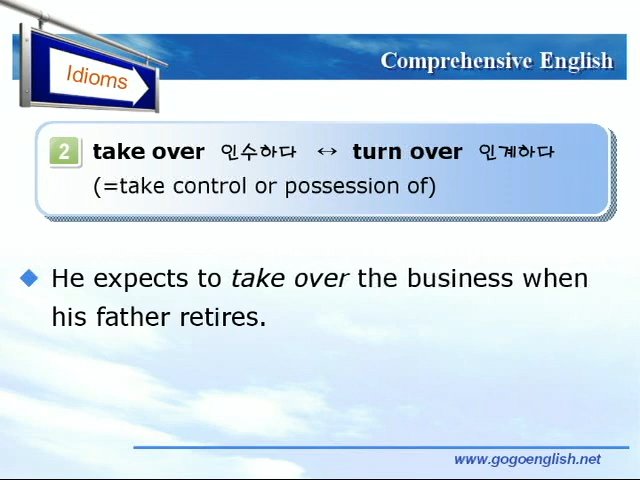 Comprehensive English
Idioms
2 take over 인수하다 ↔ turn over 인계하다
(=take control or possession of)
He expects to take over the business when
his father retires.
www.gogoenglish.net